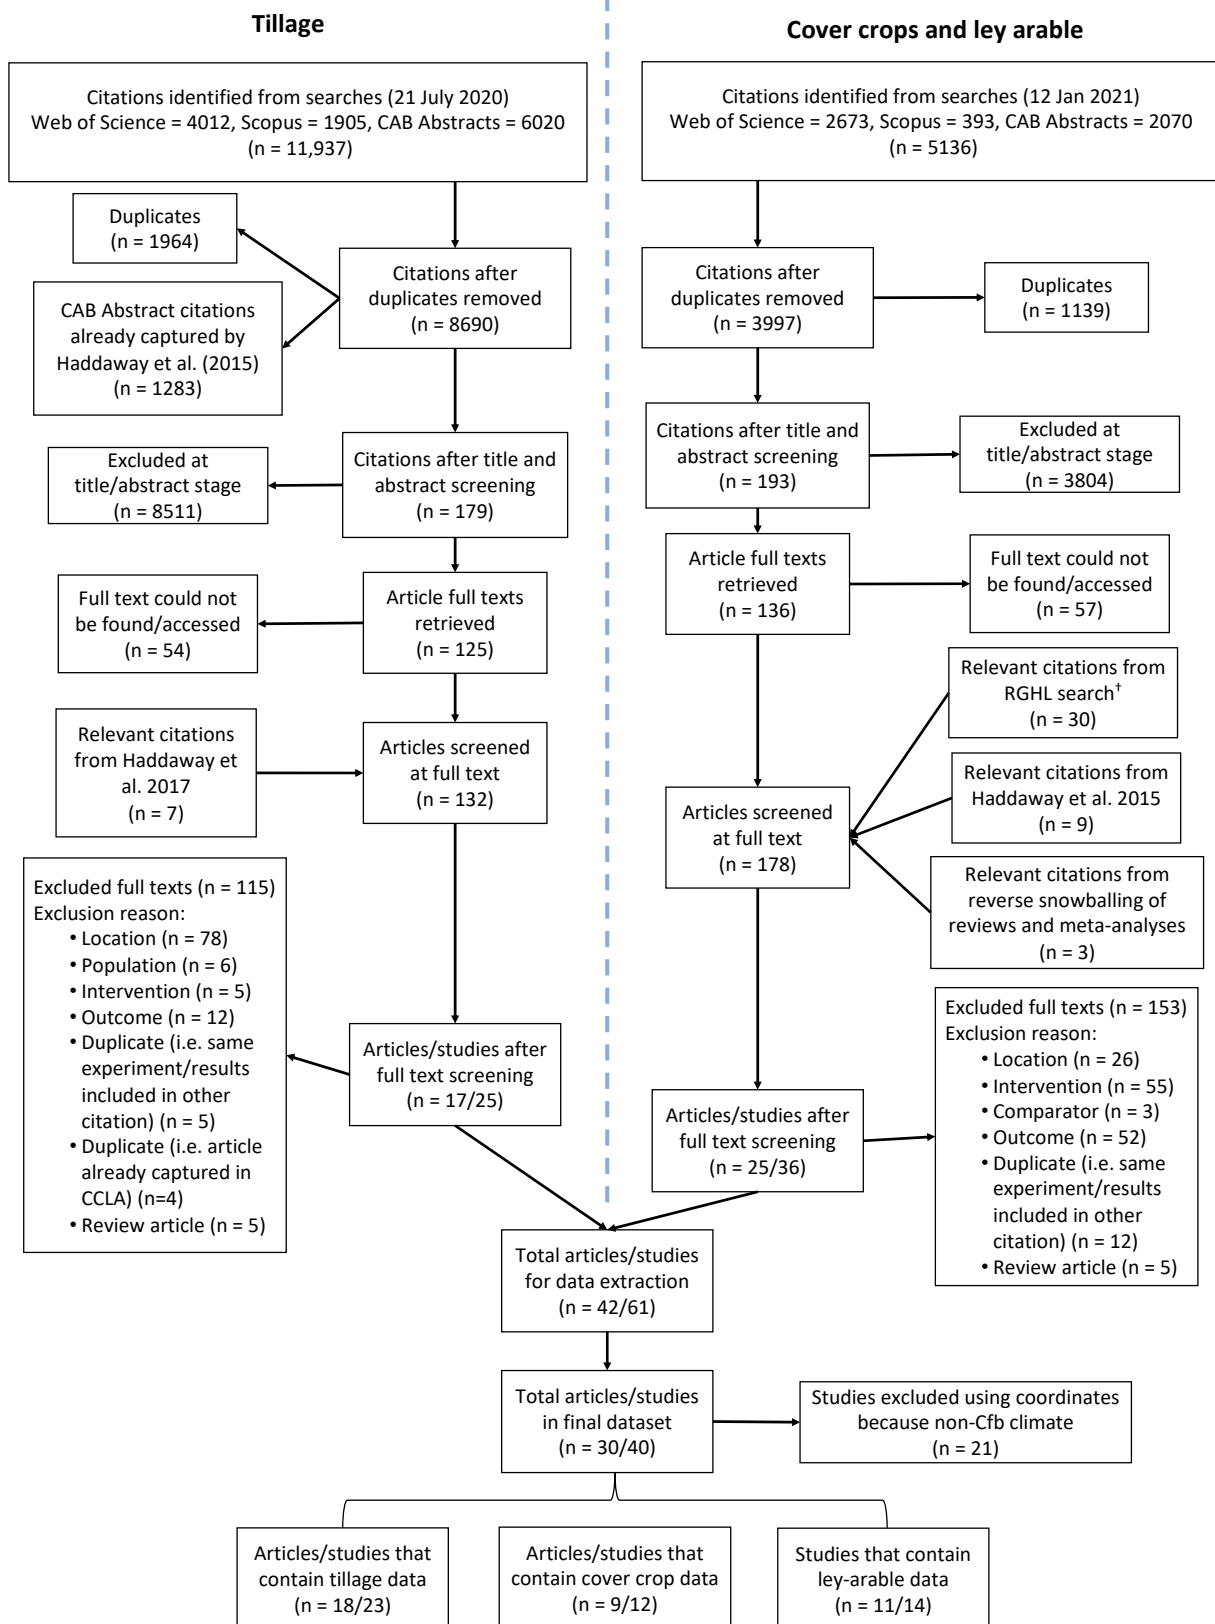 Tillage
Citations identified from searches (21 July 2020)
Web of Science = 4012, Scopus = 1905, CAB Abstracts = 6020
(n = 11,937)
Duplicates
(n = 1964)
Citations after
duplicates removed
(n = 8690)
CAB Abstract citations
already captured by
Haddaway et al. (2015)
(n = 1283)
Excluded at
title/abstract stage
(n = 8511)
Citations after title and
abstract screening
(n = 179)
Full text could not
be found/accessed
(n = 54)
Article full texts
retrieved
(n = 125)
Relevant citations
from Haddaway et
al. 2017
(n = 7)
Articles screened
at full text
(n = 132)
Excluded full texts (n = 115)
Exclusion reason:
• Location (n = 78)
• Population (n = 6)
• Intervention (n = 5)
• Outcome (n = 12)
• Duplicate (i.e. same
experiment/results
included in other
citation) (n = 5)
• Duplicate (i.e. article
already captured in
CCLA) (n=4)
• Review article (n = 5)
Articles/studies after
full text screening
(n = 17/25)
Cover crops and ley arable
Citations identified from searches (12 Jan 2021)
Web of Science = 2673, Scopus = 393, CAB Abstracts = 2070
(n = 5136)
Citations after
duplicates removed
(n = 3997)
Duplicates
(n = 1139)
Citations after title and
abstract screening
(n = 193)
Excluded at
title/abstract stage
(n = 3804)
Article full texts
retrieved
(n = 136)
Full text could not
be found/accessed
(n = 57)
Relevant citations from
RGHL search†
(n = 30)
Relevant citations from
Haddaway et al. 2015
(n = 9)
Articles screened
at full text
(n = 178)
Relevant citations from
reverse snowballing of
reviews and meta-analyses
(n = 3)
Excluded full texts (n = 153)
Exclusion reason:
• Location (n = 26)
• Intervention (n = 55)
• Comparator (n = 3)
• Outcome (n = 52)
• Duplicate (i.e. same
experiment/results
included in other
citation) (n = 12)
• Review article (n = 5)
Articles/studies after
full text screening
(n = 25/36)
Total articles/studies
for data extraction
(n = 42/61)
Total articles/studies
in final dataset
(n = 30/40)
Studies excluded using coordinates
because non-Cfb climate
(n = 21)
Articles/studies that
contain tillage data
(n = 18/23)
Articles/studies that
contain cover crop data
(n = 9/12)
Studies that contain
ley-arable data
(n = 11/14)